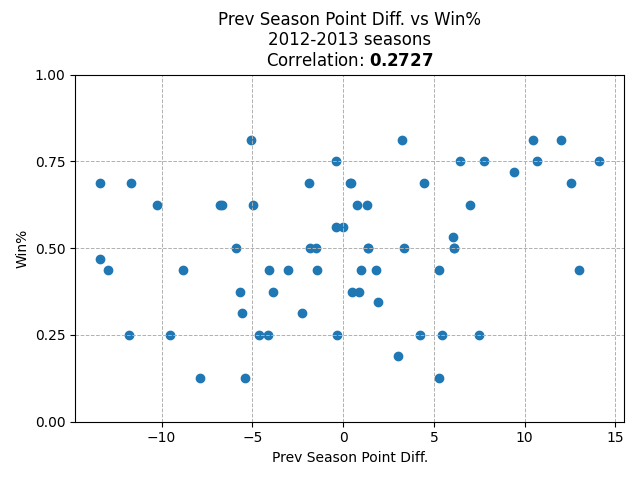 Prev Season Point Diff. vs Win%
2012-2013 seasons
Correlation: 0.2727
1.00
0.75
0.50
0.25
0.00
Win%
−10
−5
0
5
10
15
Prev Season Point Diff.